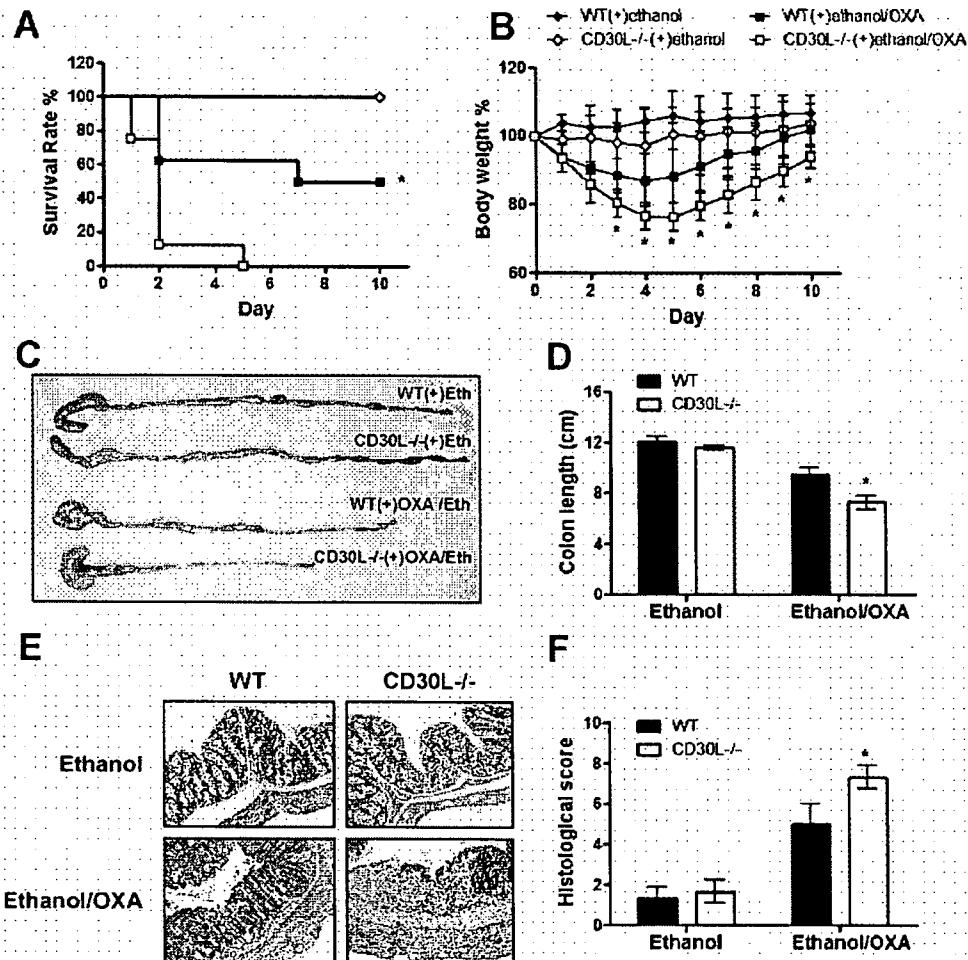 A
Survival Rate %
120
100
80
60
40
20
0
0 2 4 6 8 10
Day
*
B
WT(+)ethanol
WT(+)ethanol/OXA
CD30L-/-(+)ethanol
CD30L-/-(+)ethanol/OXA
Body weight %
120
100
80
60
0 2 4 6 8 10
Day
* * * * * * * *
C
WT(+)Eth
CD30L-/-(+)Eth
WT(+)OXA/Eth
CD30L-/-(+)OXA/Eth
D
WT
CD30L-/-
Colon length (cm)
16
12
8
4
0
*
Ethanol Ethanol/OXA
E
WT CD30L-/-
Ethanol
Ethanol/OXA
F
WT
CD30L-/-
Histological score
10
8
6
4
2
0
*
Ethanol Ethanol/OXA